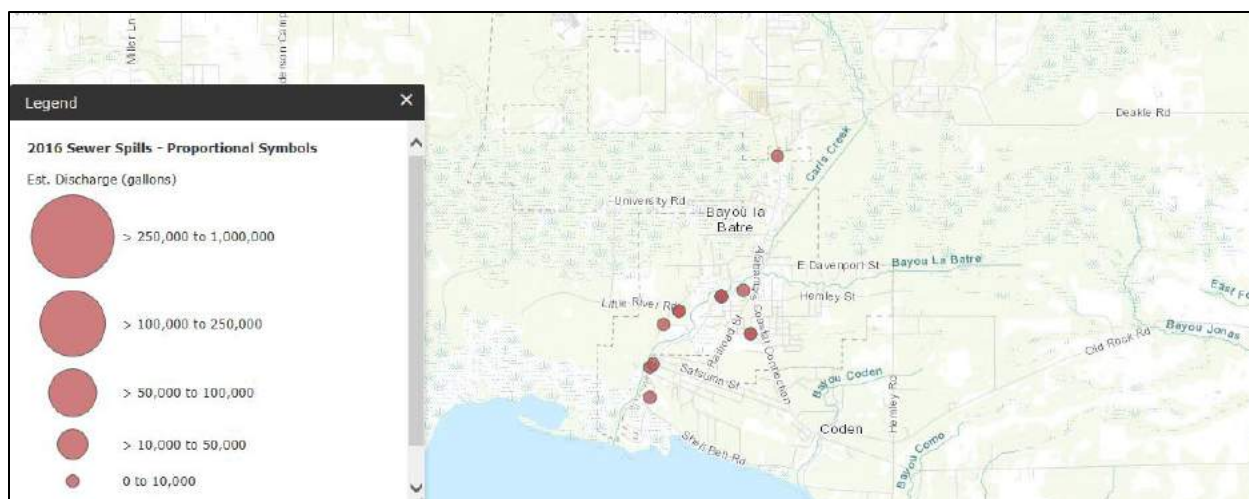 Legend
×
2016 Sewer Spills - Proportional Symbols
Est. Discharge (gallons)
> 250,000 to 1,000,000
> 100,000 to 250,000
> 50,000 to 100,000
> 10,000 to 50,000
0 to 10,000
Miller Ln
Deakle Rd
Carls Creek
University Rd
Bayou la
Batre
E Davenport St
Bayou La Batre
Hemley St
Little River Rd
Alabama's Coastal Connection
Railroad St
Satsuma St
Shell Belt Rd
Bayou Coden
Coden
Hemley Rd
Bayou Como
Old Rock Rd
Bayou Jonas